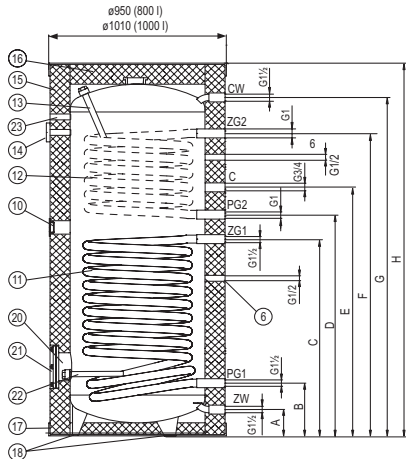 ø950 (800 l)
ø1010 (1000 l)
16
15
13
23
14
12
10
11
20
21
22
17
18
CW
G1½
ZG2
G1
6
G1/2
C
G3/4
PG2
G1
ZG1
G1½
G1/2
6
PG1
G1½
ZW
G1½
A
B
C
D
E
F
G
H